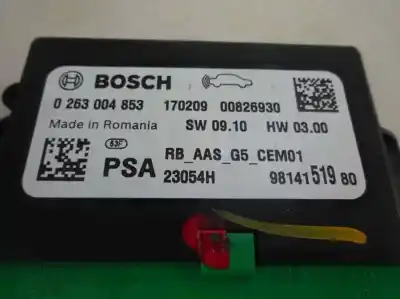 BOSCH
0 263 004 853 170209 00826930
Made in Romania SW 09.10 HW 03.00
63F
PSA RB_AAS_G5_CEM01
23054H 98141519 80